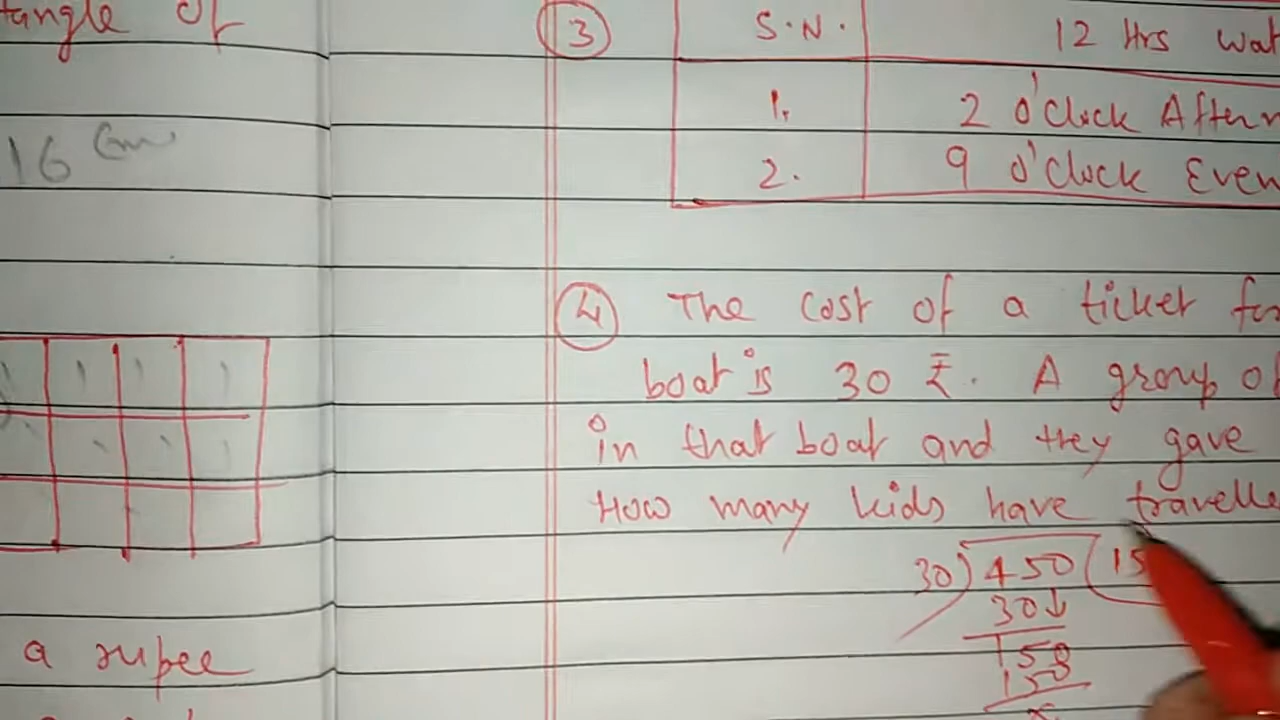 tangle of
16 Cm
a rupee
3
S.N. 12 Hrs wat
1. 2 O'clock Aftern
2. 9 O'clock Even
4 The cost of a ticket for
boat is 30 ₹. A group of
in that boat and they gave
How many kids have travelle
30) 450 (15
30↓
150
150